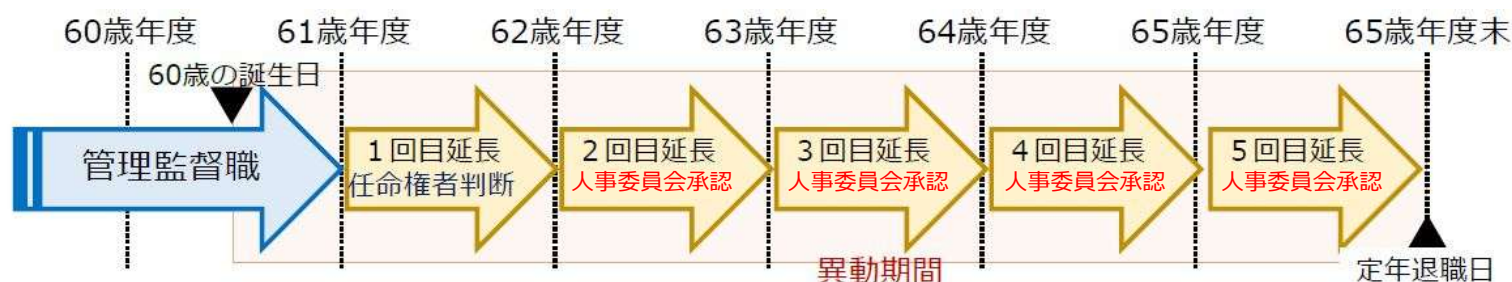 60歳年度 61歳年度 62歳年度 63歳年度 64歳年度 65歳年度 65歳年度末
60歳の誕生日
管理監督職
１回目延長
任命権者判断
２回目延長
人事委員会承認
３回目延長
人事委員会承認
４回目延長
人事委員会承認
５回目延長
人事委員会承認
異動期間
定年退職日